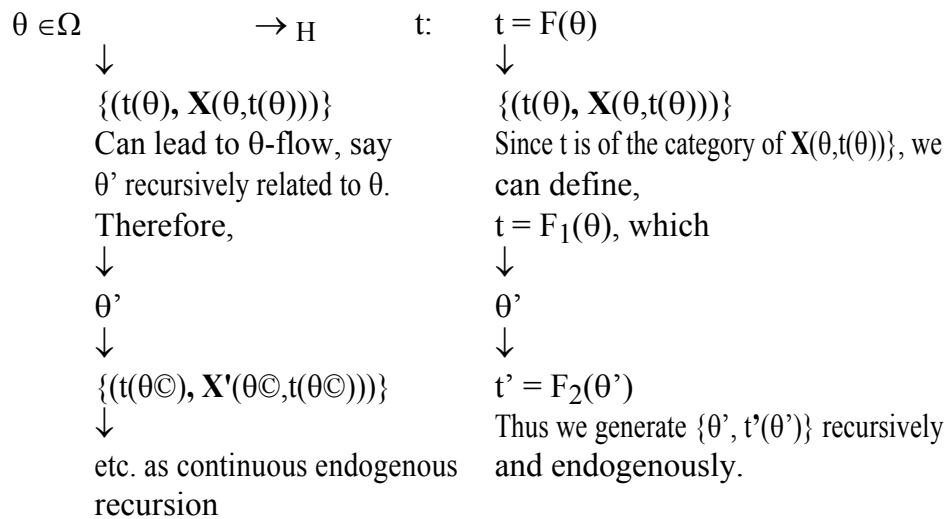 θ ∈Ω → H t: t = F(θ)
↓ ↓
{(t(θ), X(θ,t(θ)))} {(t(θ), X(θ,t(θ)))}
Can lead to θ-flow, say Since t is of the category of X(θ,t(θ))}, we
θ’ recursively related to θ. can define,
Therefore, t = F1(θ), which
↓ ↓
θ’ θ’
↓ ↓
{(t(θ©), X'(θ©,t(θ©)))} t’ = F2(θ’)
↓ Thus we generate {θ’, t’(θ’)} recursively
etc. as continuous endogenous and endogenously.
recursion